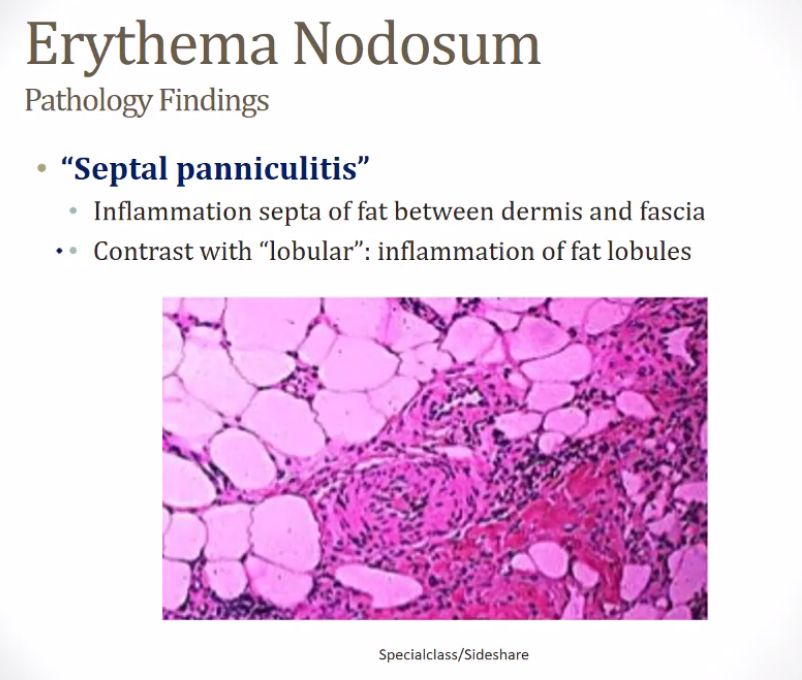 Erythema Nodosum
Pathology Findings
• “Septal panniculitis”
• Inflammation septa of fat between dermis and fascia
• Contrast with “lobular”: inflammation of fat lobules
Specialclass/Sideshare